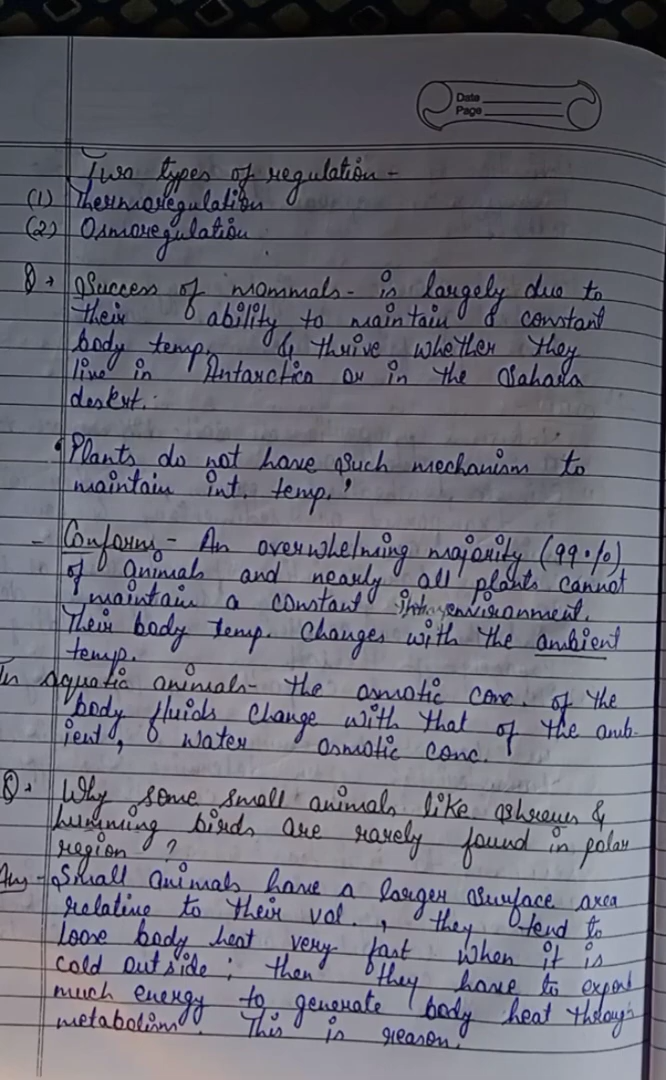 Date
Page
Two types of regulation -
(1) Thermoregulation
(2) Osmoregulation
Q → Success of mammals - is largely due to
their ability to maintain a constant
body temp. & thrive whether they
live in Antarctica or in the Sahara
desert.
• Plants do not have such mechanism to
maintain int. temp.
- Conform - An overwhelming majority (99%)
of animals and nearly all plants cannot
maintain a constant int. environment.
Their body temp. changes with the ambient
temp.
In aquatic animals - the osmotic conc. of the
body fluids change with that of the amb-
ient, water osmotic conc.
Q → Why some small animals like shrews &
humming birds are rarely found in polar
region ?
Ans - Small animals have a larger surface area
relative to their vol., they tend to
loose body heat very fast when it is
cold outside ; then they have to expend
much energy to generate body heat through
metabolism. This is reason.